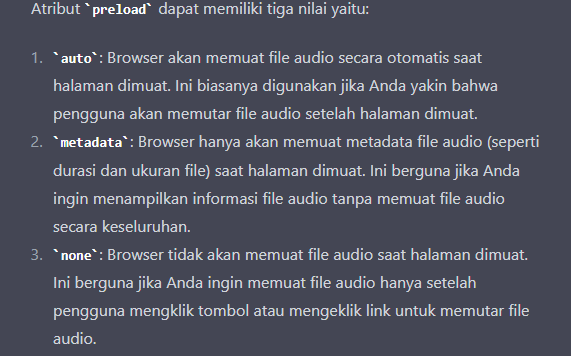 Atribut `preload` dapat memiliki tiga nilai yaitu:
1. `auto`: Browser akan memuat file audio secara otomatis saat
halaman dimuat. Ini biasanya digunakan jika Anda yakin bahwa
pengguna akan memutar file audio setelah halaman dimuat.
2. `metadata`: Browser hanya akan memuat metadata file audio (seperti
durasi dan ukuran file) saat halaman dimuat. Ini berguna jika Anda
ingin menampilkan informasi file audio tanpa memuat file audio
secara keseluruhan.
3. `none`: Browser tidak akan memuat file audio saat halaman dimuat.
Ini berguna jika Anda ingin memuat file audio hanya setelah
pengguna mengklik tombol atau mengeklik link untuk memutar file
audio.